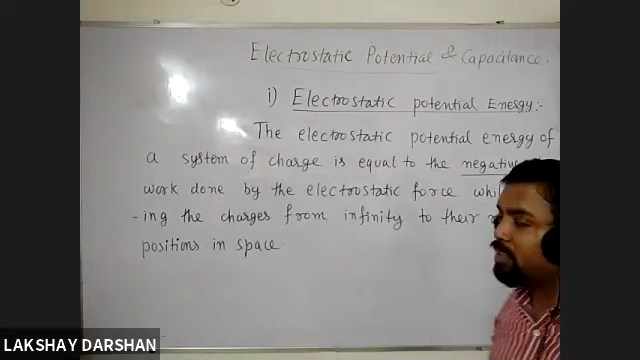 Electrostatic Potential & Capacitance.
i) Electrostatic potential Energy:-
The electrostatic potential energy of
a system of charge is equal to the negative
work done by the electrostatic force
-ing the charges from infinity to their
positions in space.
LAKSHAY DARSHAN